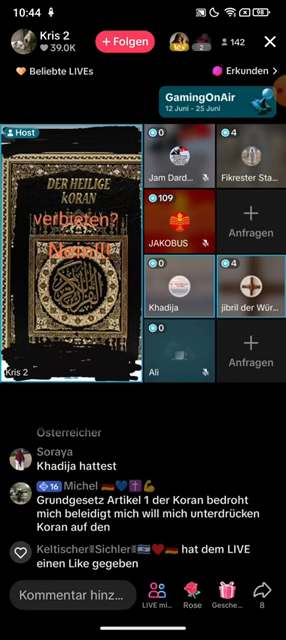 10:44
98
Kris 2
39.0K
+ Folgen
2
142
Beliebte LIVEs
Erkunden >
GamingOnAir
12 Juni - 25 Juni
Host
DER HEILIGE
KORAN
verbieten?
Nein!!!
Kris 2
0
Jam Dard...
4
Fikrester Sta...
109
JAKOBUS
Anfragen
0
Khadija
4
jibril der Wür...
0
Ali
Anfragen
Österreicher
Soraya
Khadija hattest
16 Michel
Grundgesetz Artikel 1 der Koran bedroht
mich beleidigt mich will mich unterdrücken
Koran auf den
Keltischer Sichler hat dem LIVE
einen Like gegeben
Kommentar hinz...
LIVE mi...
Rose
Gesche...
8